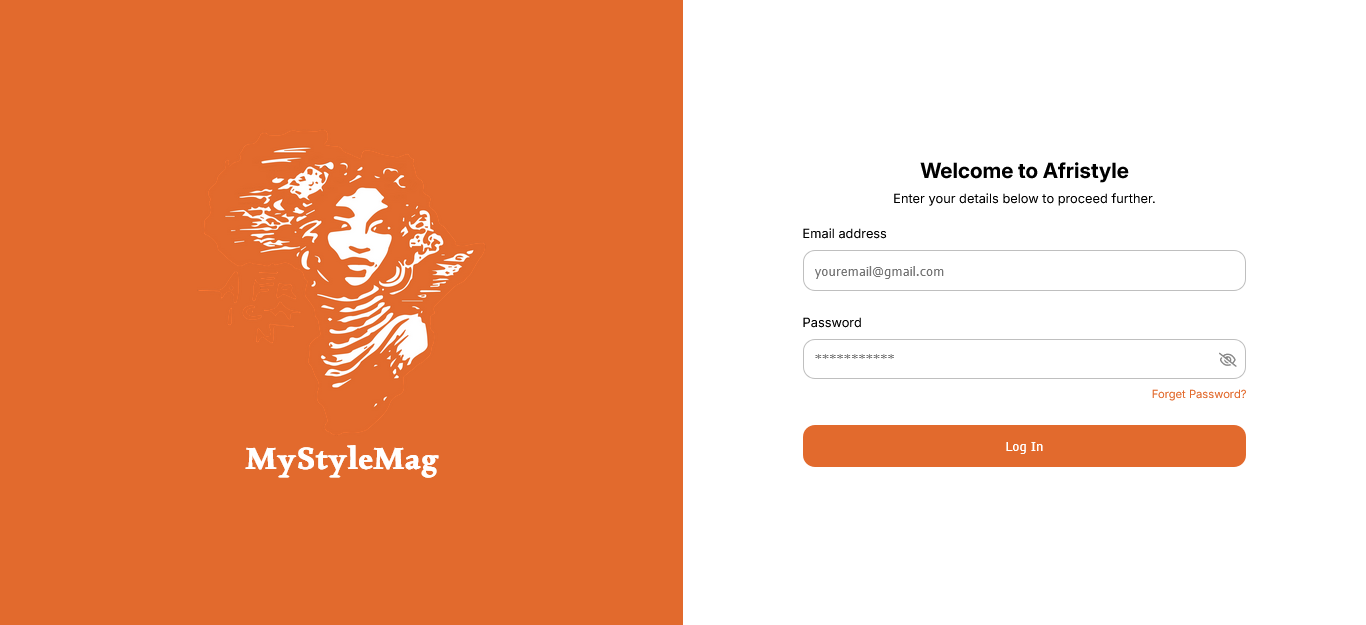 MyStyleMag
Welcome to Afristyle
Enter your details below to proceed further.
Email address
youremail@gmail.com
Password
***********
Forget Password?
Log In